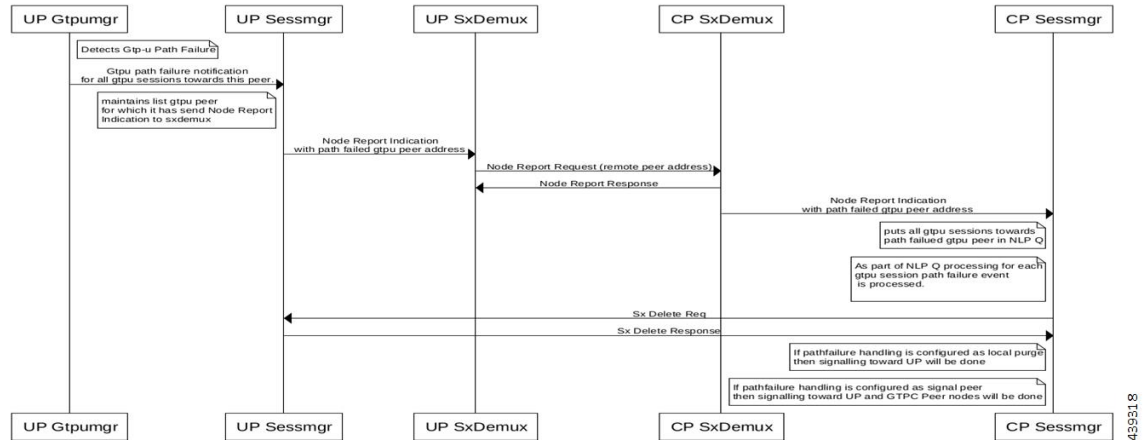 UP Gtpumgr
UP Sessmgr
UP SxDemux
CP SxDemux
CP Sessmgr
Detects Gtp-u Path Failure
Gtpu path failure notification
for all gtpu sessions towards this peer.
maintains list gtpu peer
for which it has send Node Report
Indication to sxdemux
Node Report Indication
with path failed gtpu peer address
Node Report Request (remote peer address)
Node Report Response
Node Report Indication
with path failed gtpu peer address
puts all gtpu sessions towards
path failued gtpu peer in NLP Q
As part of NLP Q processing for each
gtpu session path failure event
is processed.
Sx Delete Req
Sx Delete Response
If pathfailure handling is configured as local purge
then signalling toward UP will be done
If pathfailure handling is configured as signal peer
then signalling toward UP and GTPC Peer nodes will be done
UP Gtpumgr
UP Sessmgr
UP SxDemux
CP SxDemux
CP Sessmgr
439318